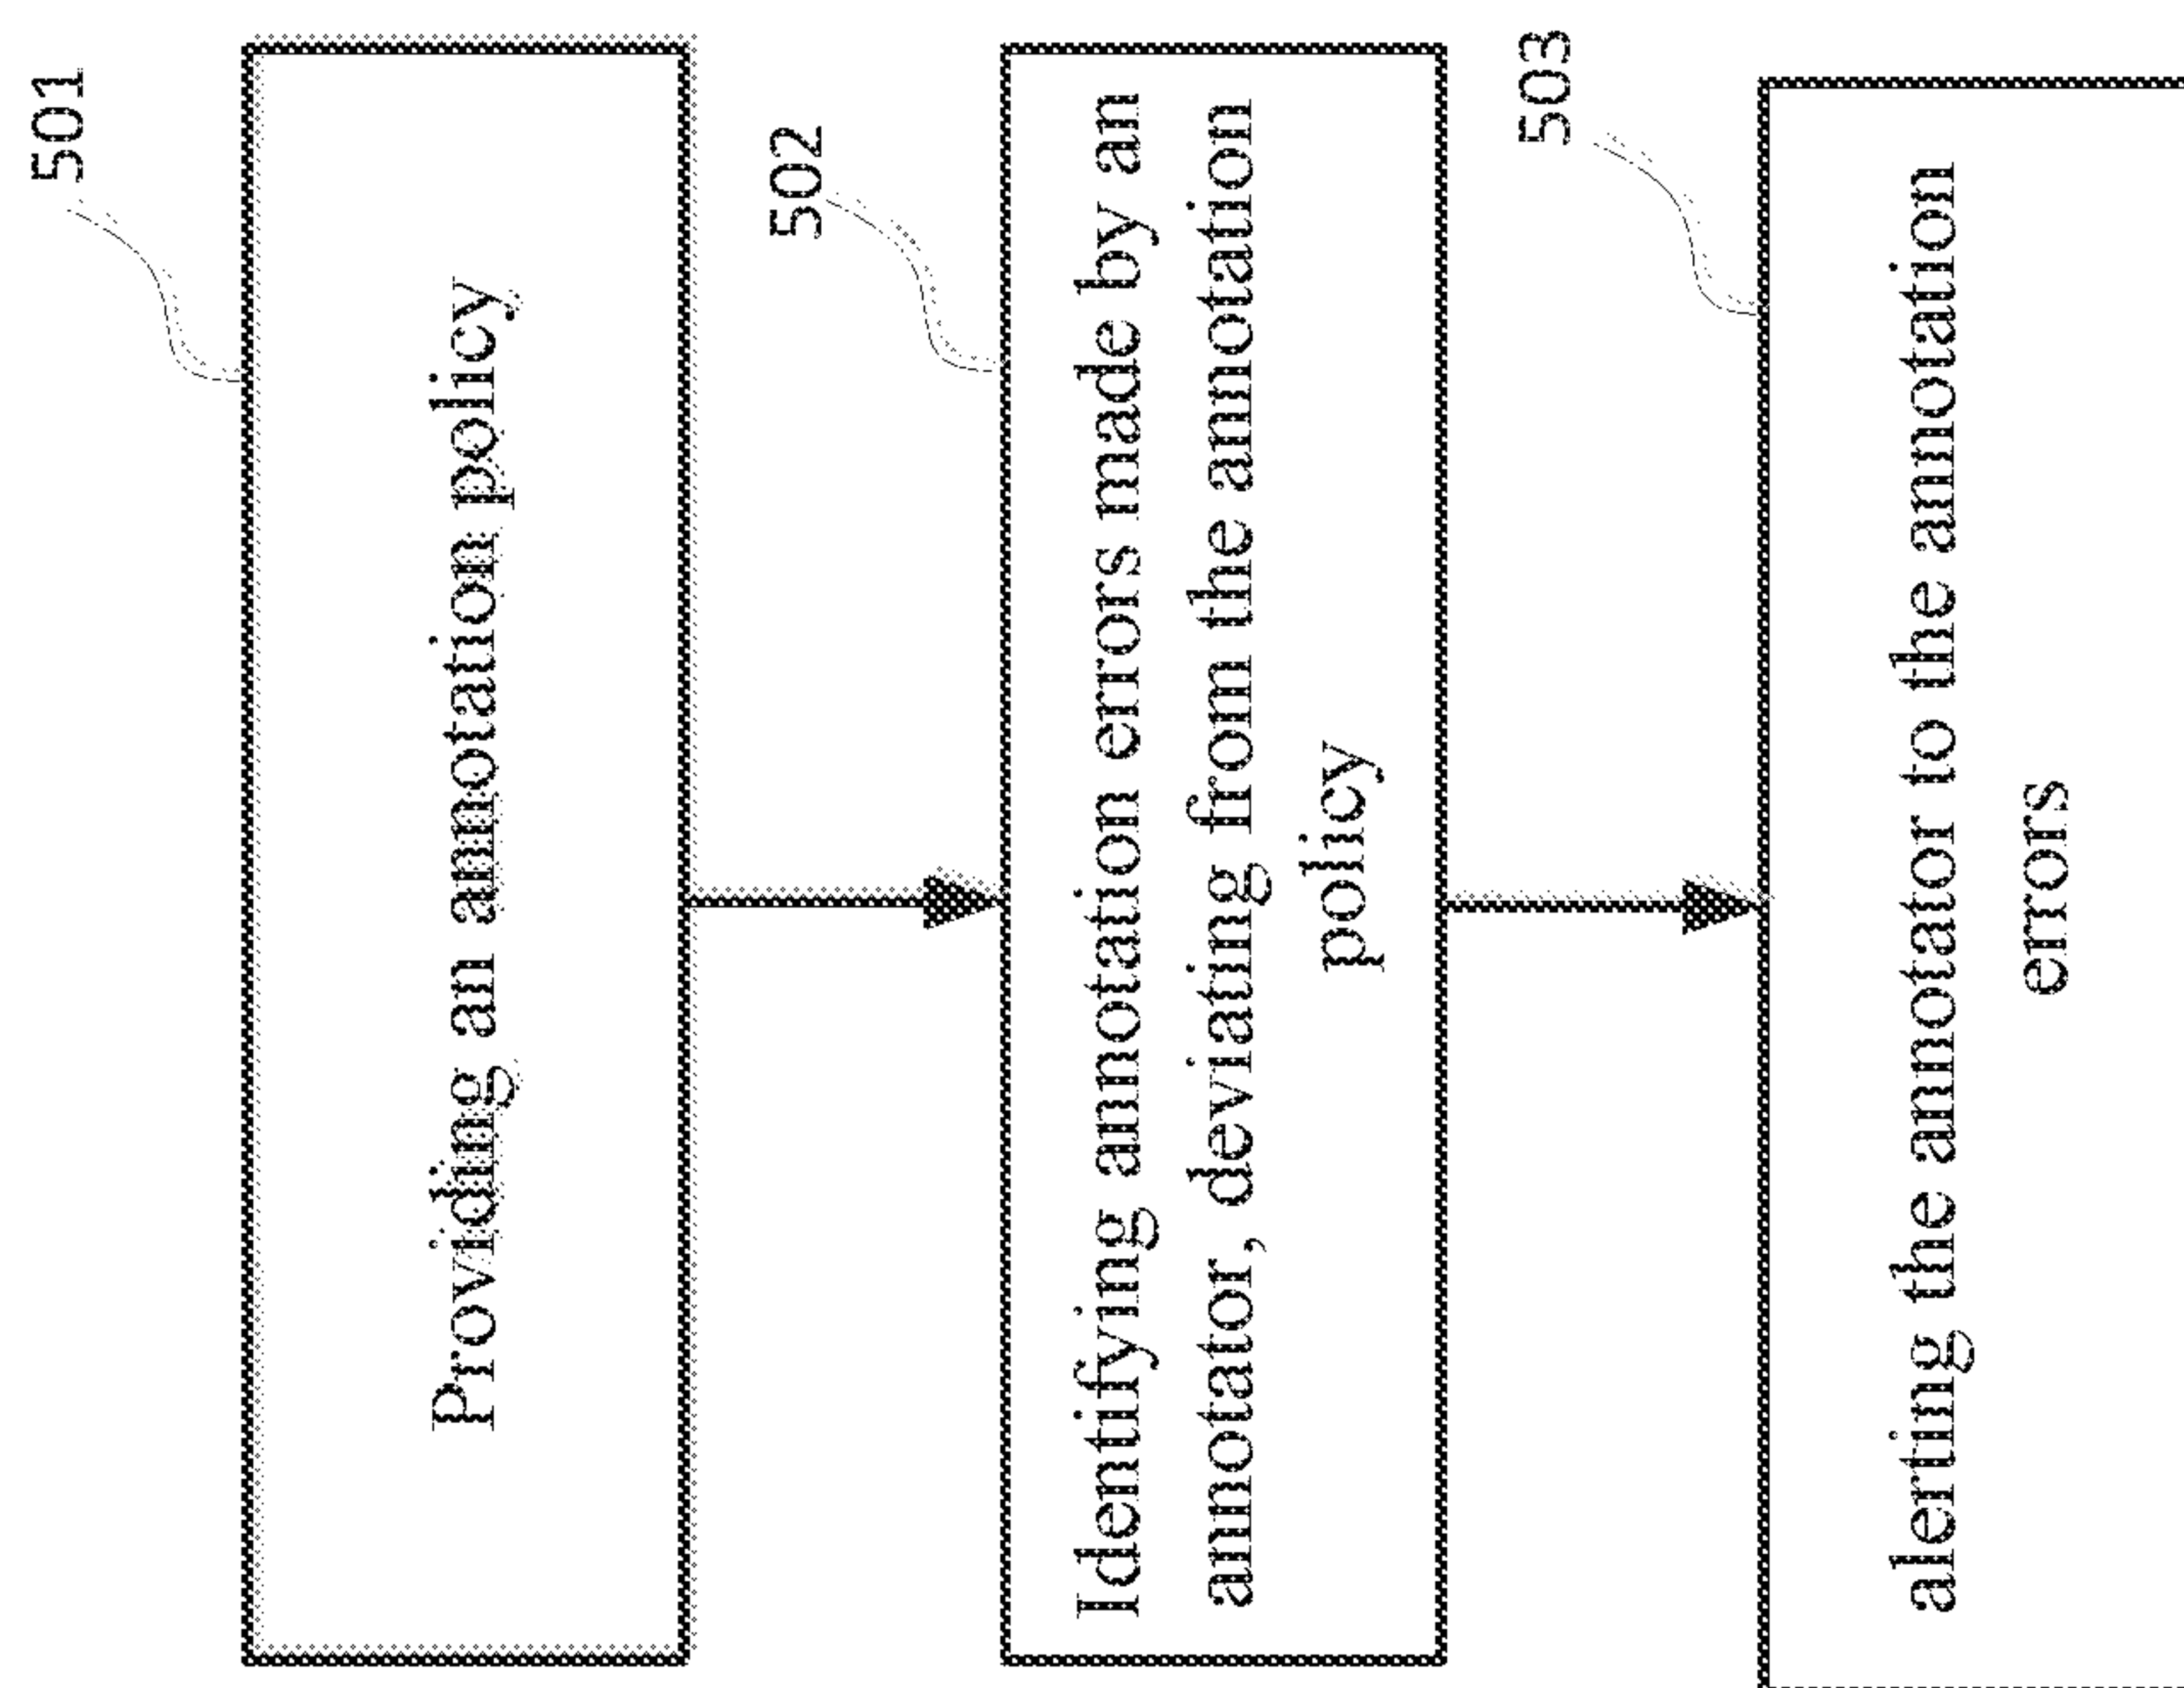 501
Providing an annotation policy
502
Identifying annotation errors made by an
annotator, deviating from the annotation
policy
503
alerting the annotator to the annotation
errors